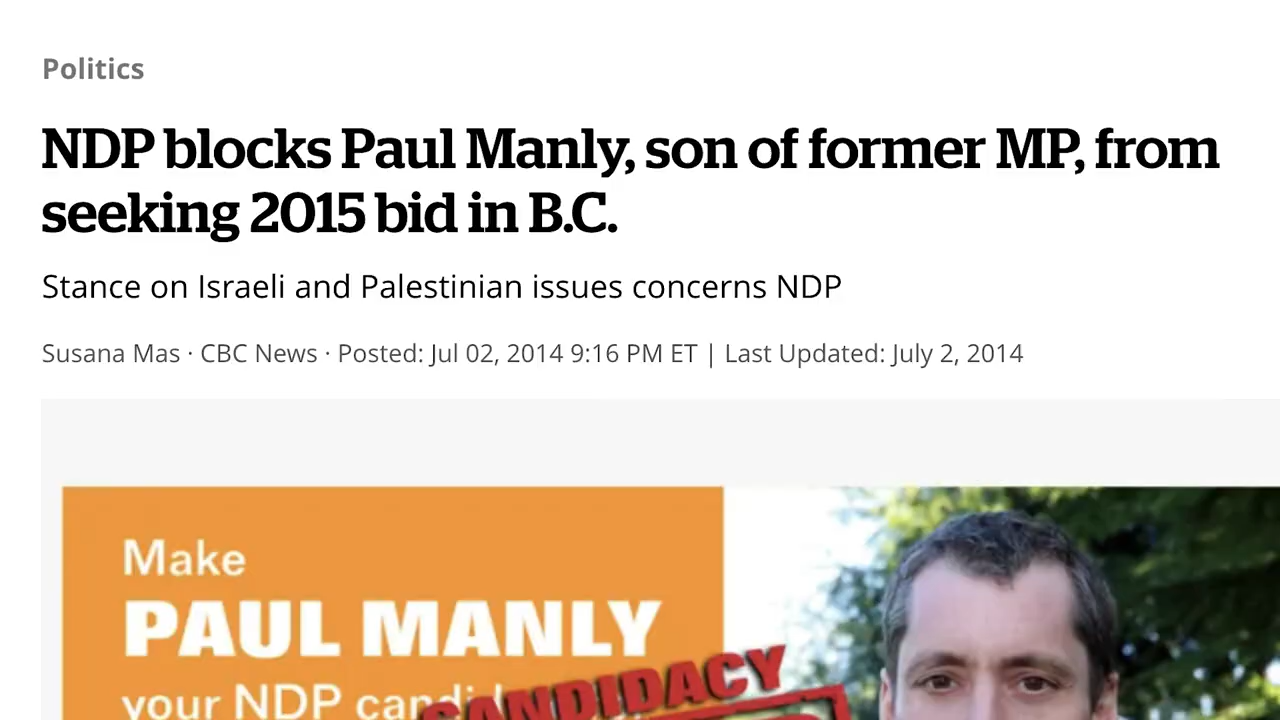 Politics
NDP blocks Paul Manly, son of former MP, from
seeking 2015 bid in B.C.
Stance on Israeli and Palestinian issues concerns NDP
Susana Mas · CBC News · Posted: Jul 02, 2014 9:16 PM ET | Last Updated: July 2, 2014
Make
PAUL MANLY
your NDP
CANDIDACY